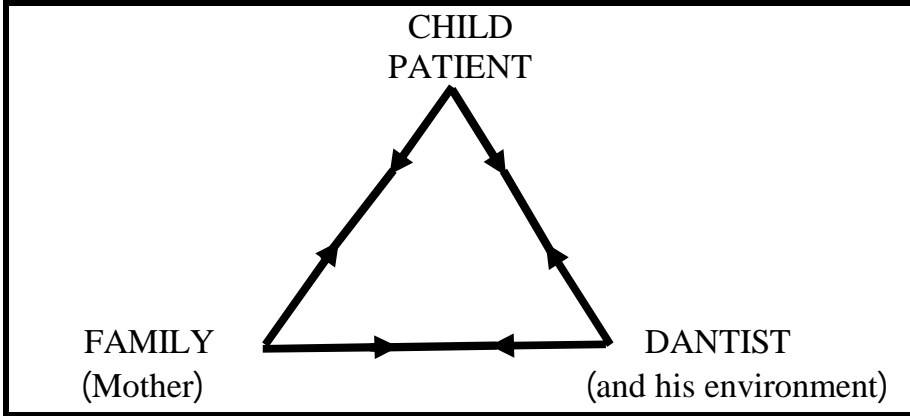 CHILD
PATIENT
FAMILY
(Mother)
DANTIST
(and his environment)